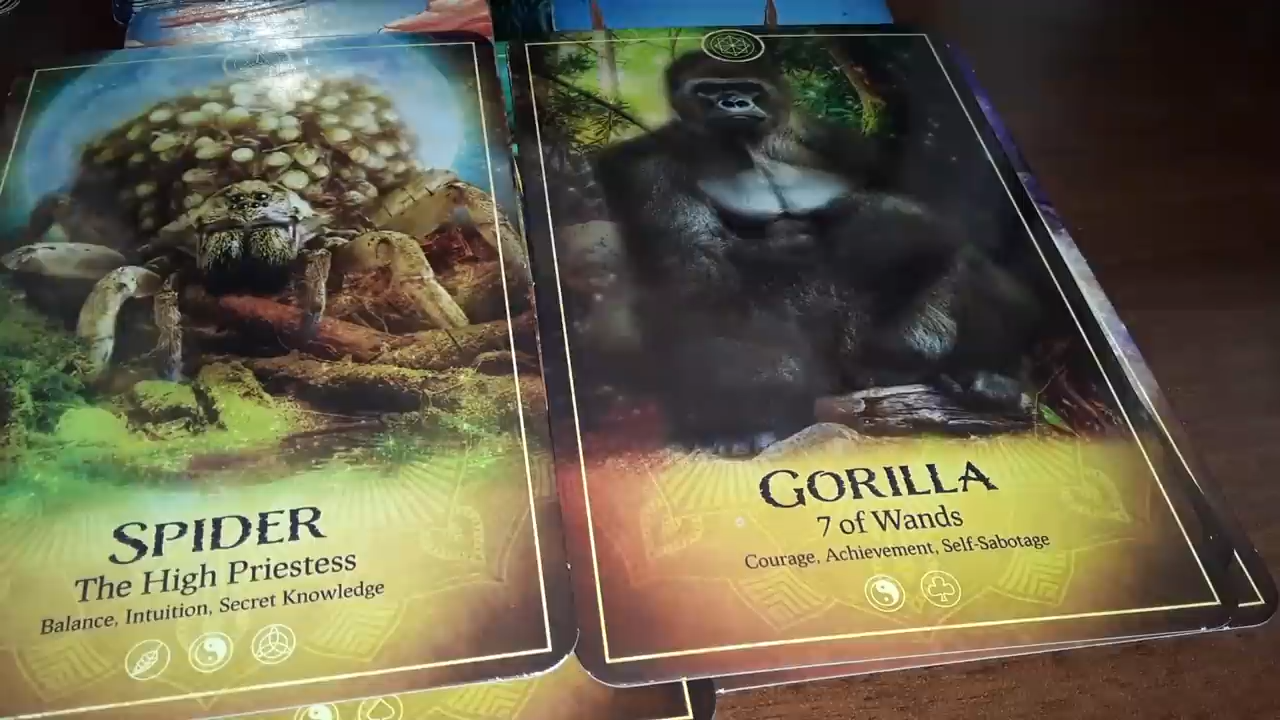 SPIDER
The High Priestess
Balance, Intuition, Secret Knowledge
GORILLA
7 of Wands
Courage, Achievement, Self-Sabotage